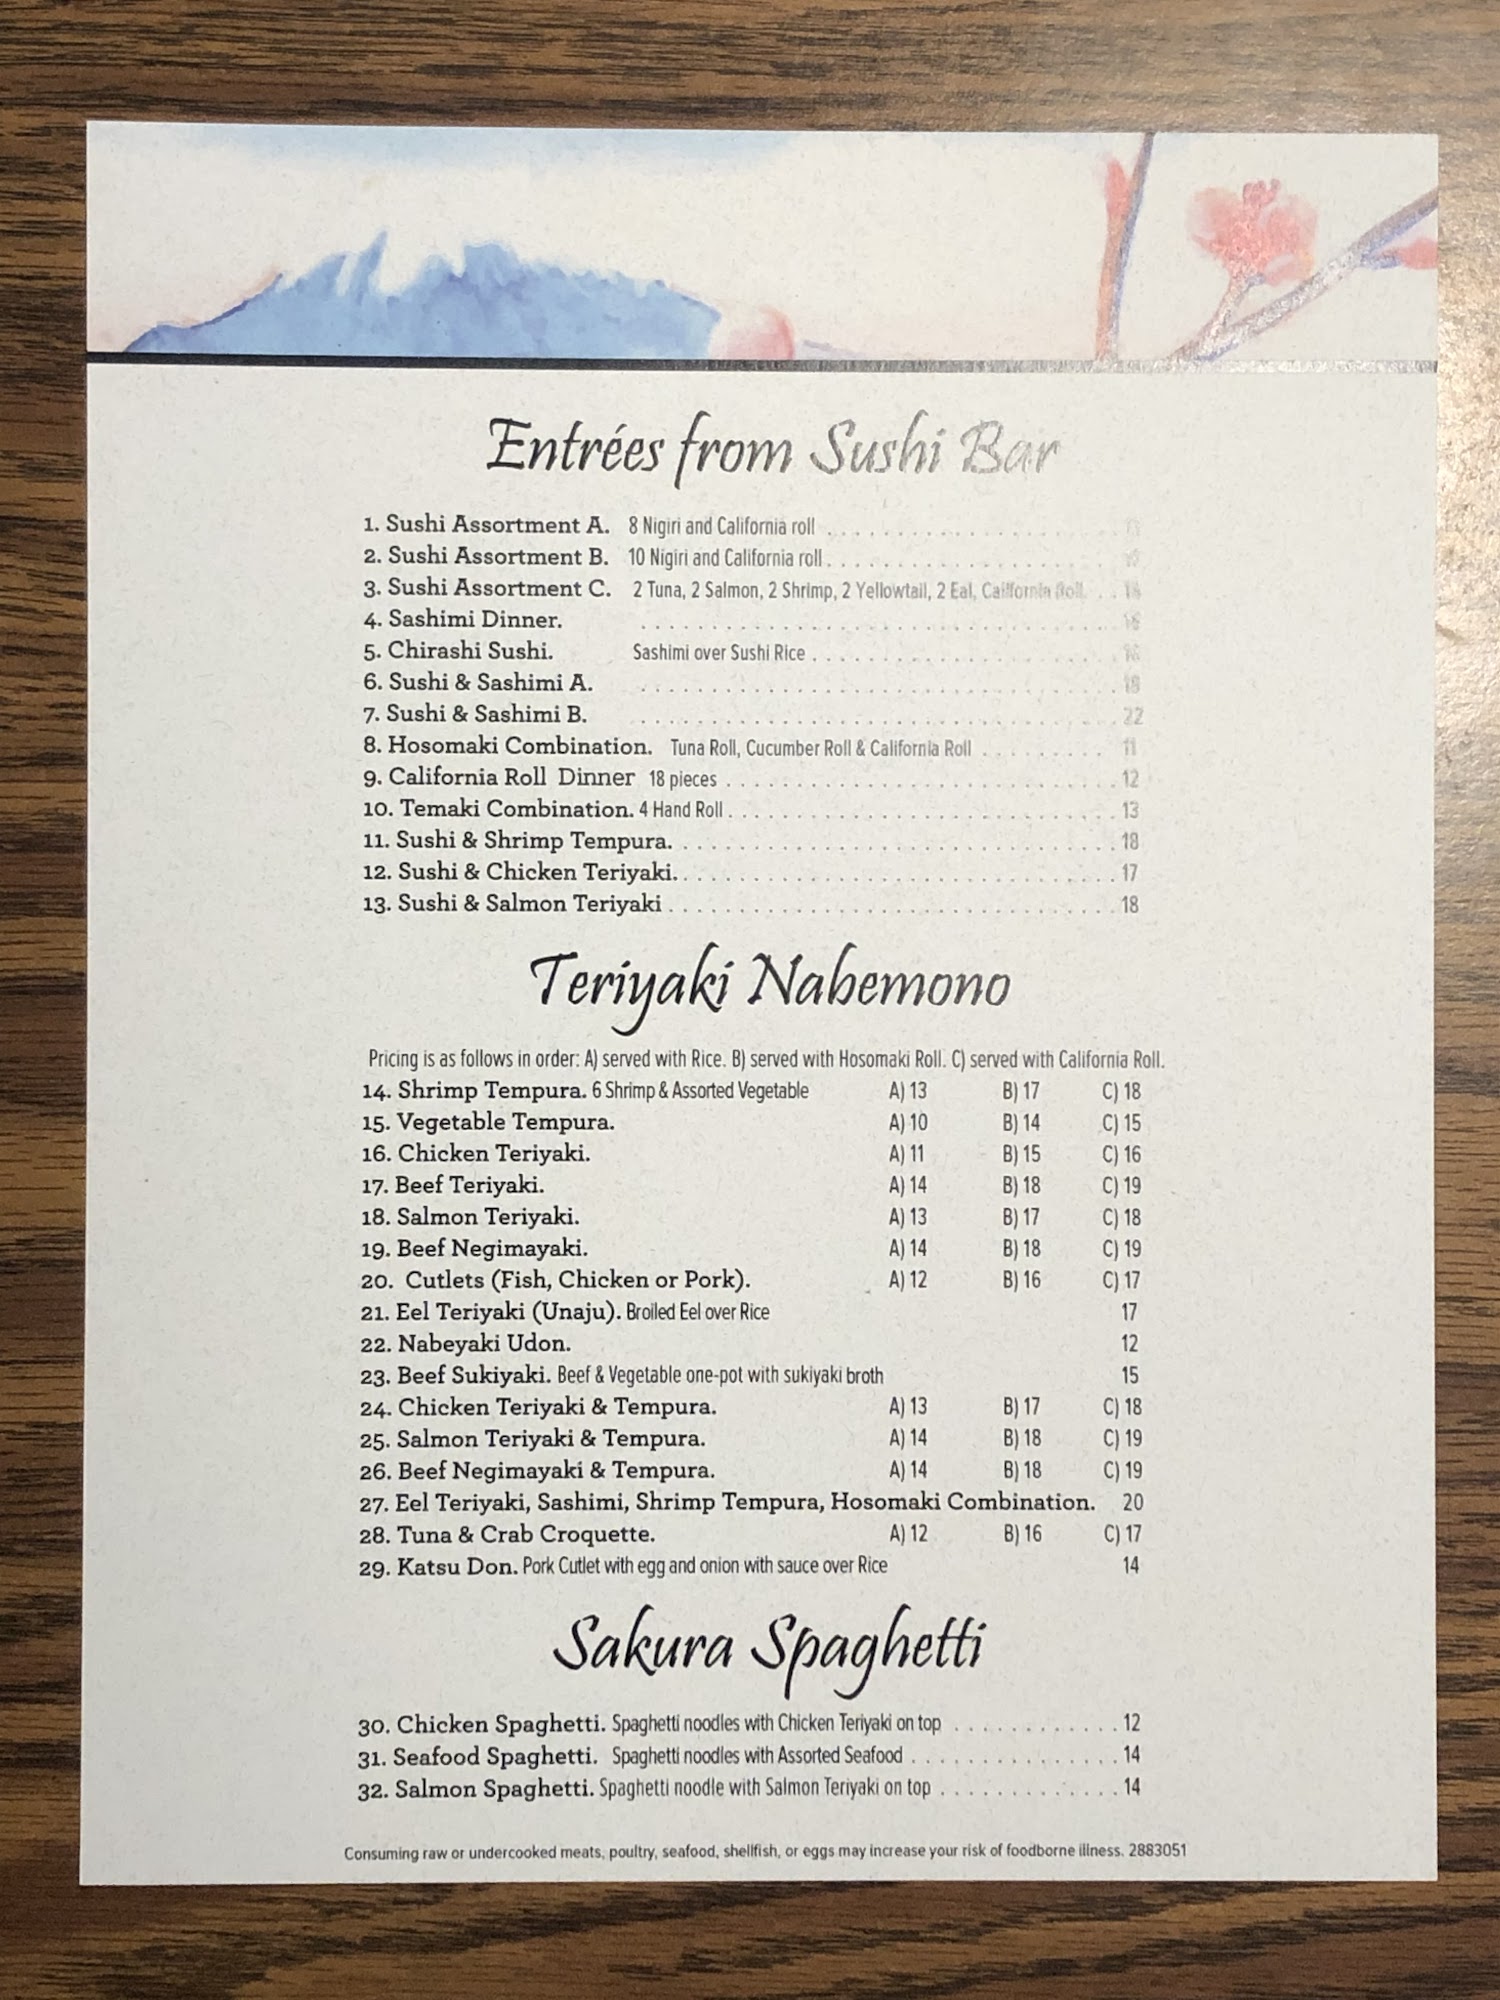 Entrées from Sushi Bar
1. Sushi Assortment A. 8 Nigiri and California roll
2. Sushi Assortment B. 10 Nigiri and California roll
3. Sushi Assortment C. 2 Tuna, 2 Salmon, 2 Shrimp, 2 Yellowtail, 2 Eal, California Roll
4. Sashimi Dinner.
5. Chirashi Sushi. Sashimi over Sushi Rice
6. Sushi & Sashimi A.
7. Sushi & Sashimi B. 22
8. Hosomaki Combination. Tuna Roll, Cucumber Roll & California Roll 11
9. California Roll Dinner 18 pieces 12
10. Temaki Combination. 4 Hand Roll 13
11. Sushi & Shrimp Tempura. 18
12. Sushi & Chicken Teriyaki. 17
13. Sushi & Salmon Teriyaki 18
Teriyaki Nabemono
Pricing is as follows in order: A) served with Rice. B) served with Hosomaki Roll. C) served with California Roll.
14. Shrimp Tempura. 6 Shrimp & Assorted Vegetable A) 13 B) 17 C) 18
15. Vegetable Tempura. A) 10 B) 14 C) 15
16. Chicken Teriyaki. A) 11 B) 15 C) 16
17. Beef Teriyaki. A) 14 B) 18 C) 19
18. Salmon Teriyaki. A) 13 B) 17 C) 18
19. Beef Negimayaki. A) 14 B) 18 C) 19
20. Cutlets (Fish, Chicken or Pork). A) 12 B) 16 C) 17
21. Eel Teriyaki (Unaju). Broiled Eel over Rice 17
22. Nabeyaki Udon. 12
23. Beef Sukiyaki. Beef & Vegetable one-pot with sukiyaki broth 15
24. Chicken Teriyaki & Tempura. A) 13 B) 17 C) 18
25. Salmon Teriyaki & Tempura. A) 14 B) 18 C) 19
26. Beef Negimayaki & Tempura. A) 14 B) 18 C) 19
27. Eel Teriyaki, Sashimi, Shrimp Tempura, Hosomaki Combination. 20
28. Tuna & Crab Croquette. A) 12 B) 16 C) 17
29. Katsu Don. Pork Cutlet with egg and onion with sauce over Rice 14
Sakura Spaghetti
30. Chicken Spaghetti. Spaghetti noodles with Chicken Teriyaki on top 12
31. Seafood Spaghetti. Spaghetti noodles with Assorted Seafood 14
32. Salmon Spaghetti. Spaghetti noodle with Salmon Teriyaki on top 14
Consuming raw or undercooked meats, poultry, seafood, shellfish, or eggs may increase your risk of foodborne illness. 2883051